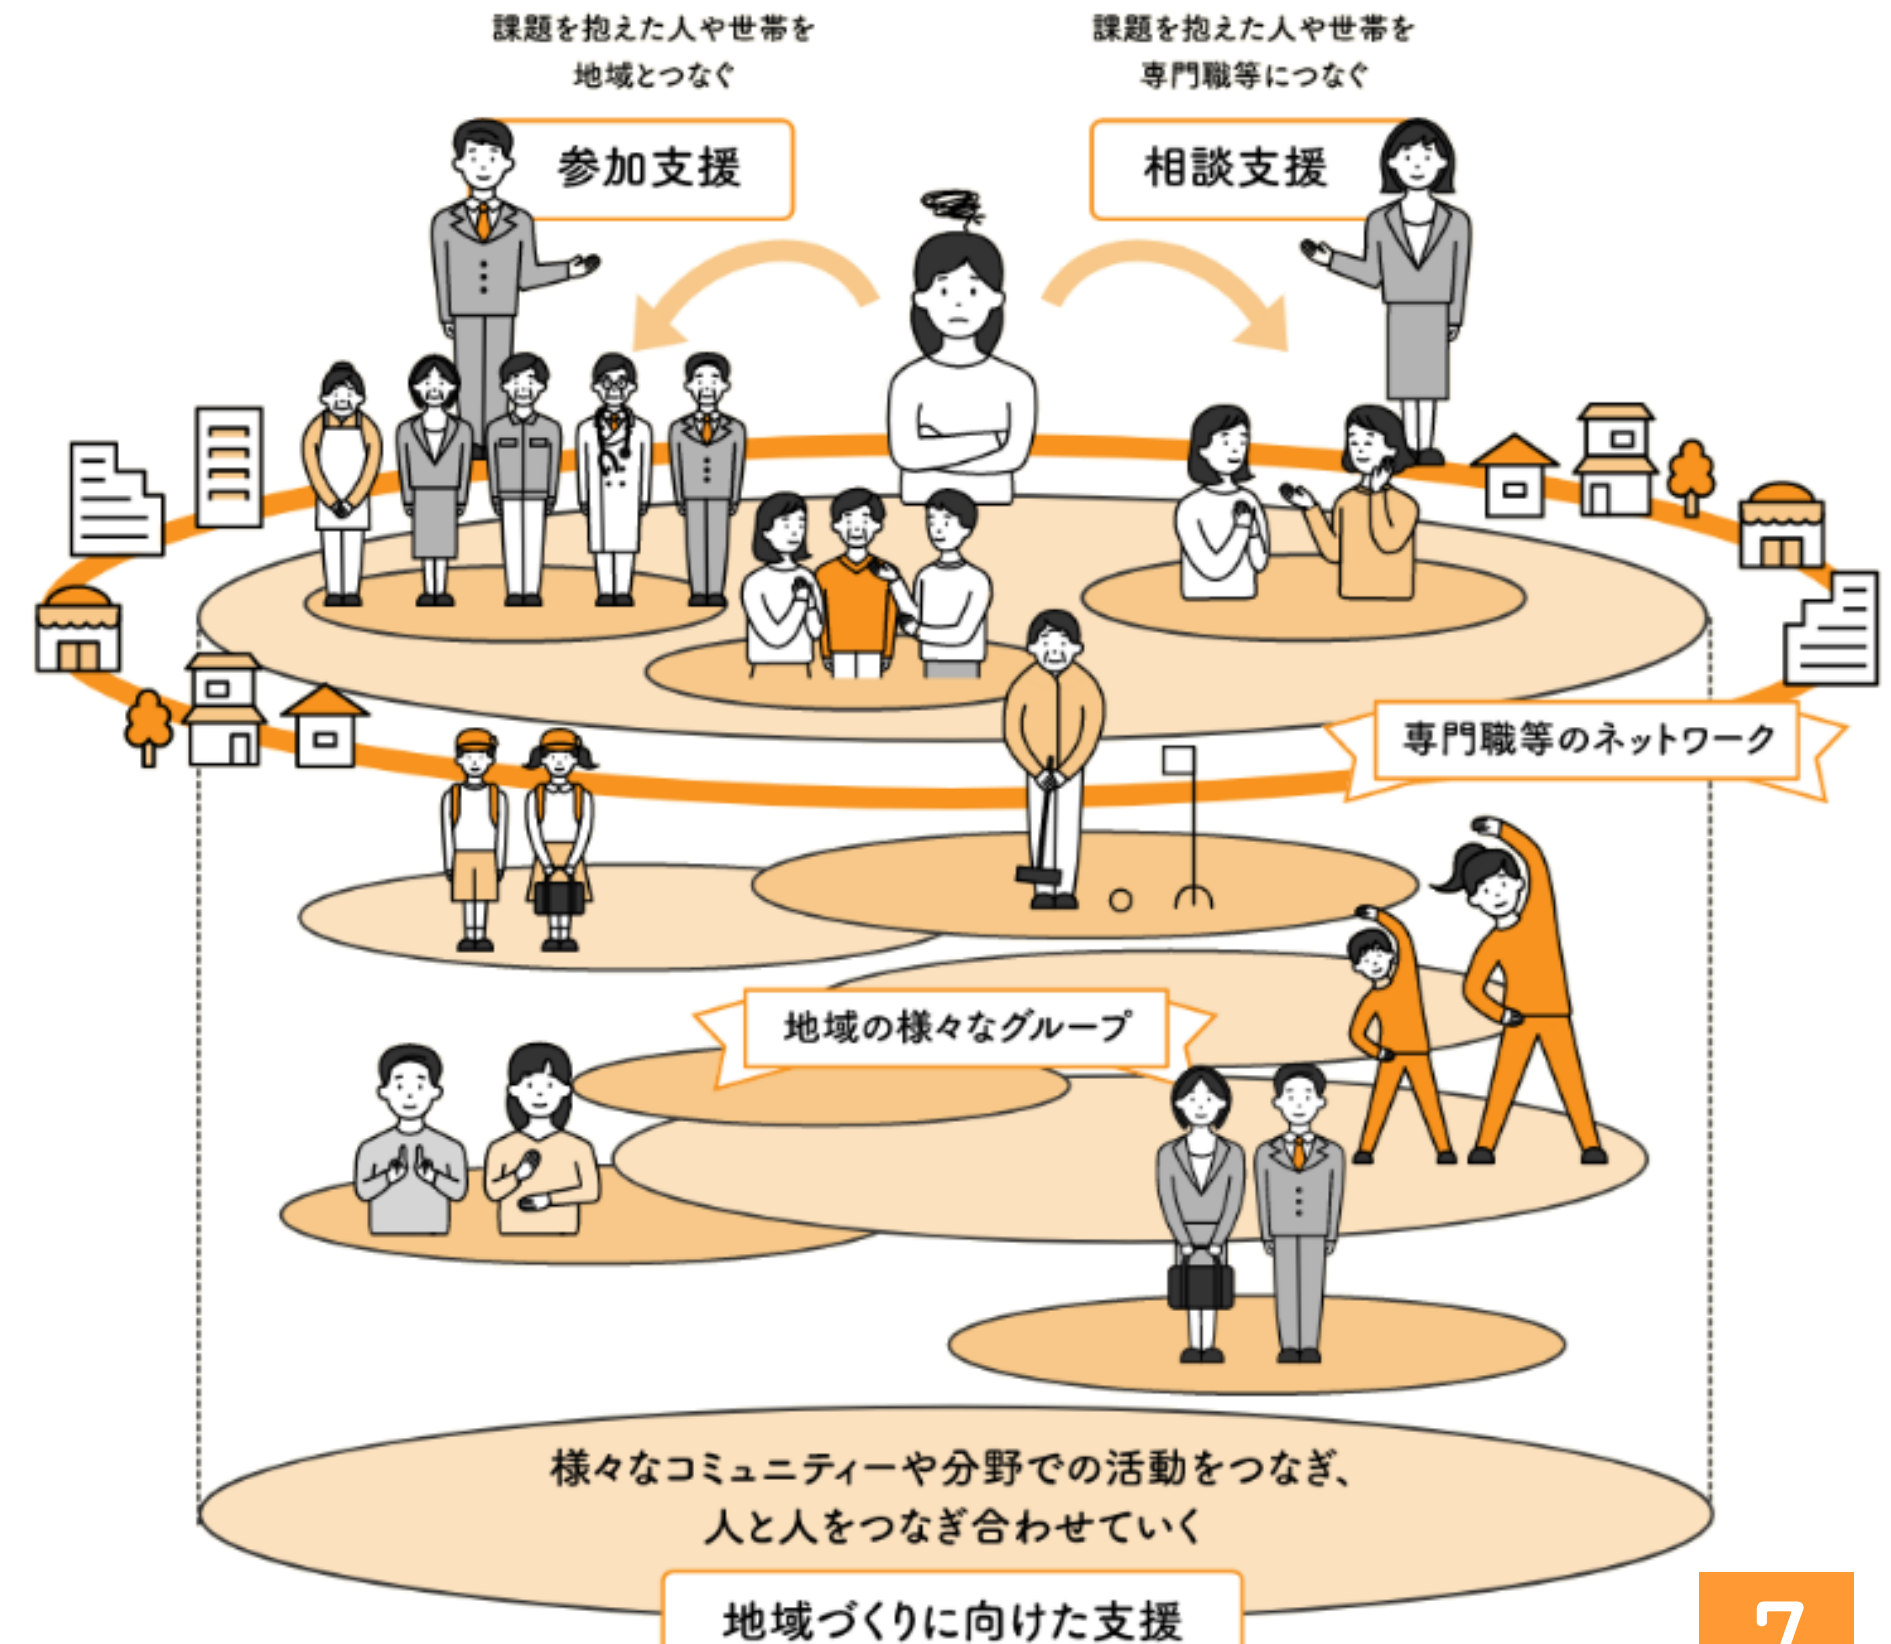 課題を抱えた人や世帯を
地域とつなぐ
参加支援
課題を抱えた人や世帯を
専門職等につなぐ
相談支援
専門職等のネットワーク
地域の様々なグループ
様々なコミュニティーや分野での活動をつなぎ、
人と人をつなぎ合わせていく
地域づくりに向けた支援
7